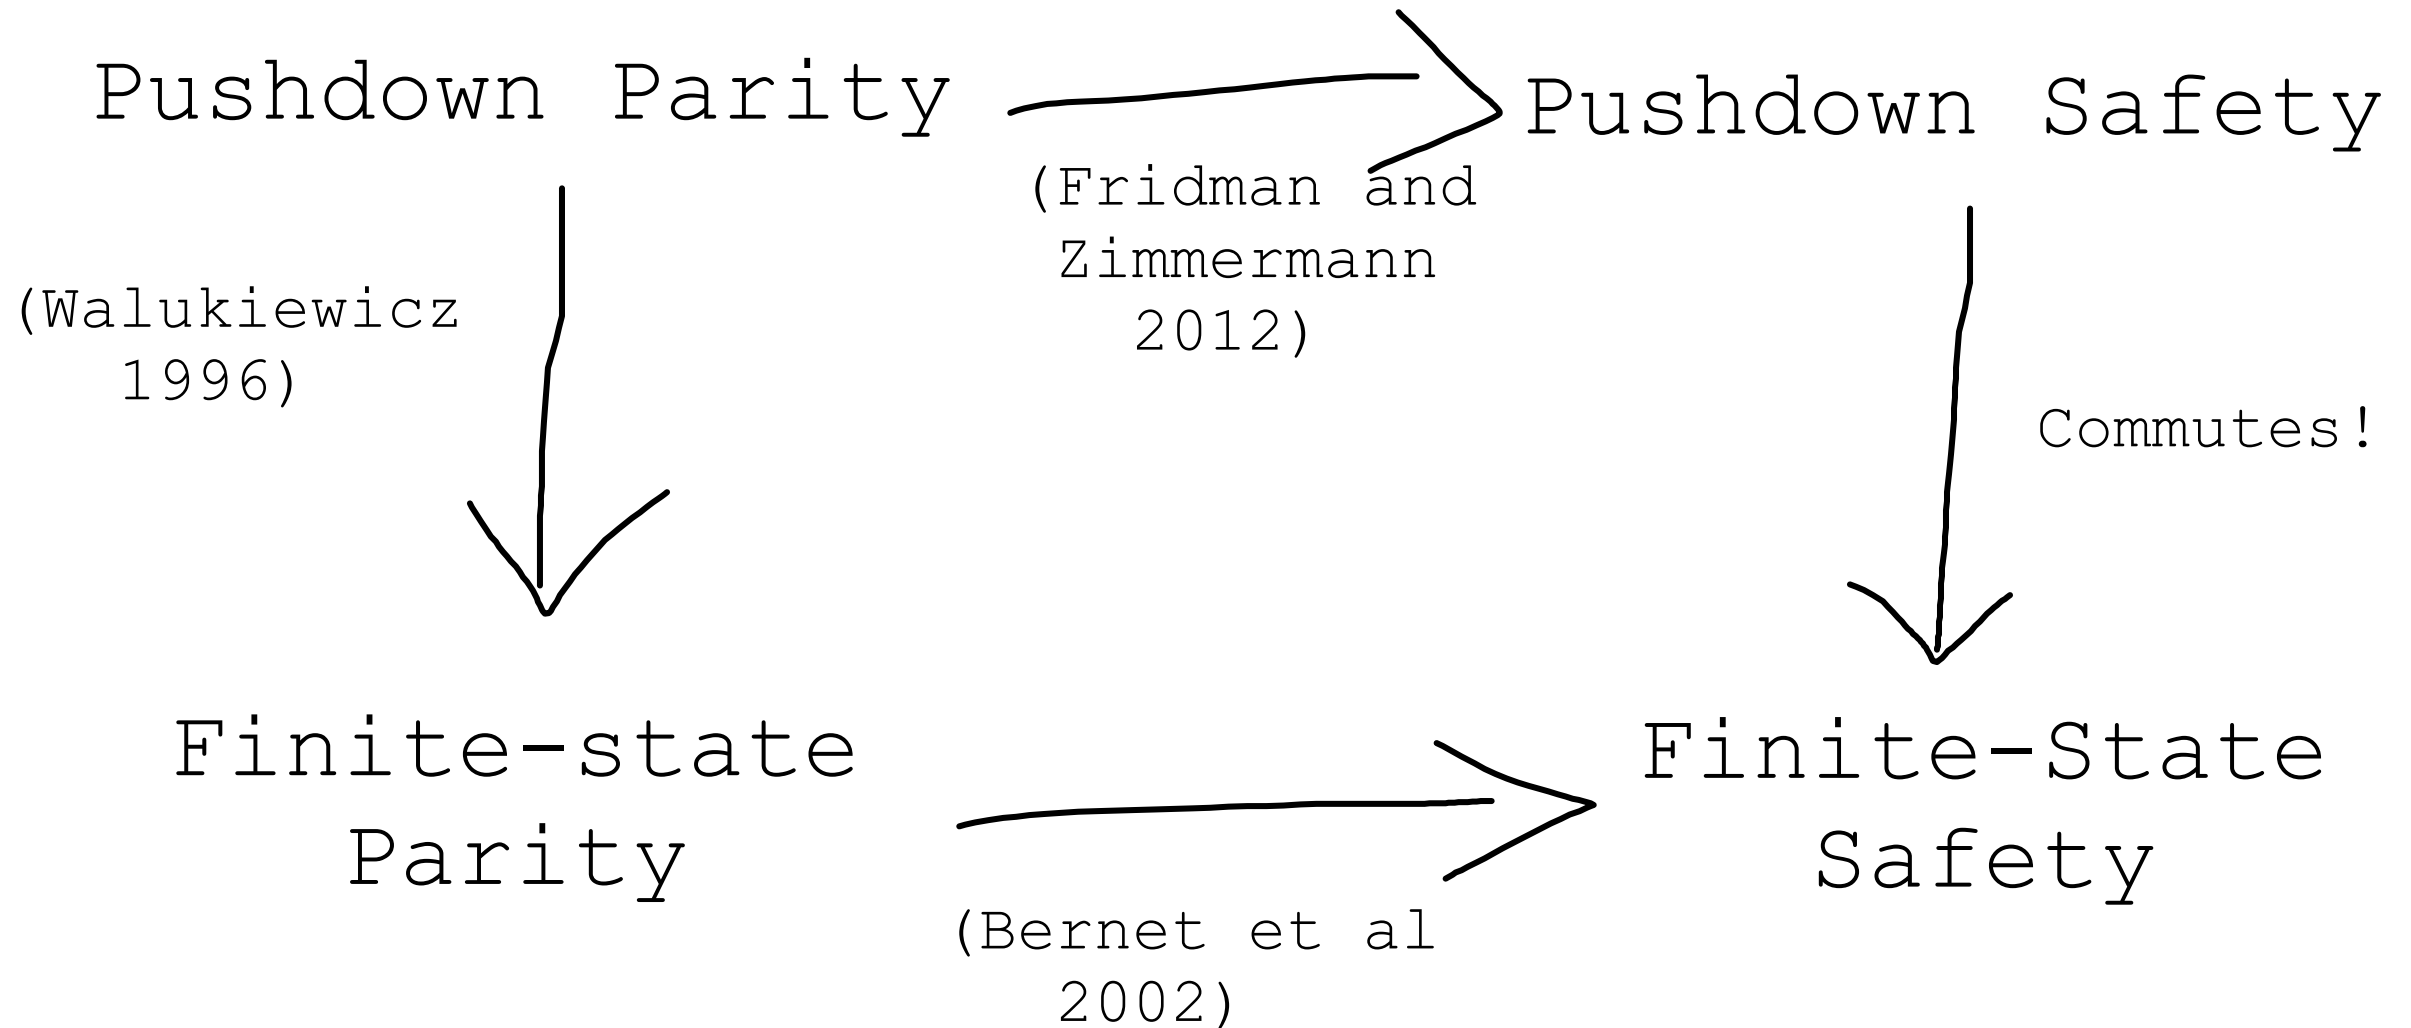 Pushdown Parity
Pushdown Safety
(Fridman and
Zimmermann
2012)
(Walukiewicz
1996)
Commutes!
Finite-state
Parity
Finite-State
Safety
(Bernet et al
2002)